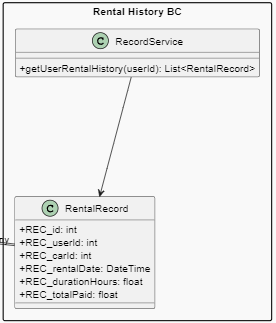 Rental History BC
C RecordService
+getUserRentalHistory(userId): List<RentalRecord>
C RentalRecord
+REC_id: int
+REC_userId: int
+REC_carId: int
+REC_rentalDate: DateTime
+REC_durationHours: float
+REC_totalPaid: float